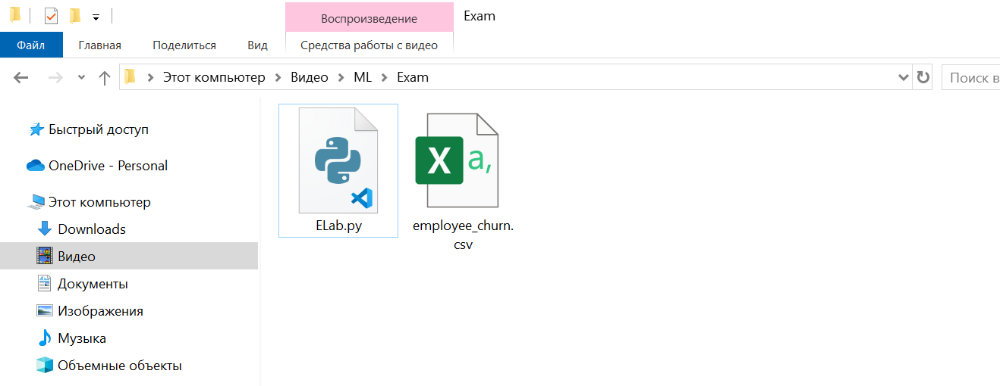 Воспроизведение
Exam
Файл
Главная
Поделиться
Вид
Средства работы с видео
Этот компьютер
Видео
ML
Exam
Поиск в
Быстрый доступ
OneDrive - Personal
Этот компьютер
Downloads
Видео
Документы
Изображения
Музыка
Объемные объекты
X a,
ELab.py
employee_churn.
csv